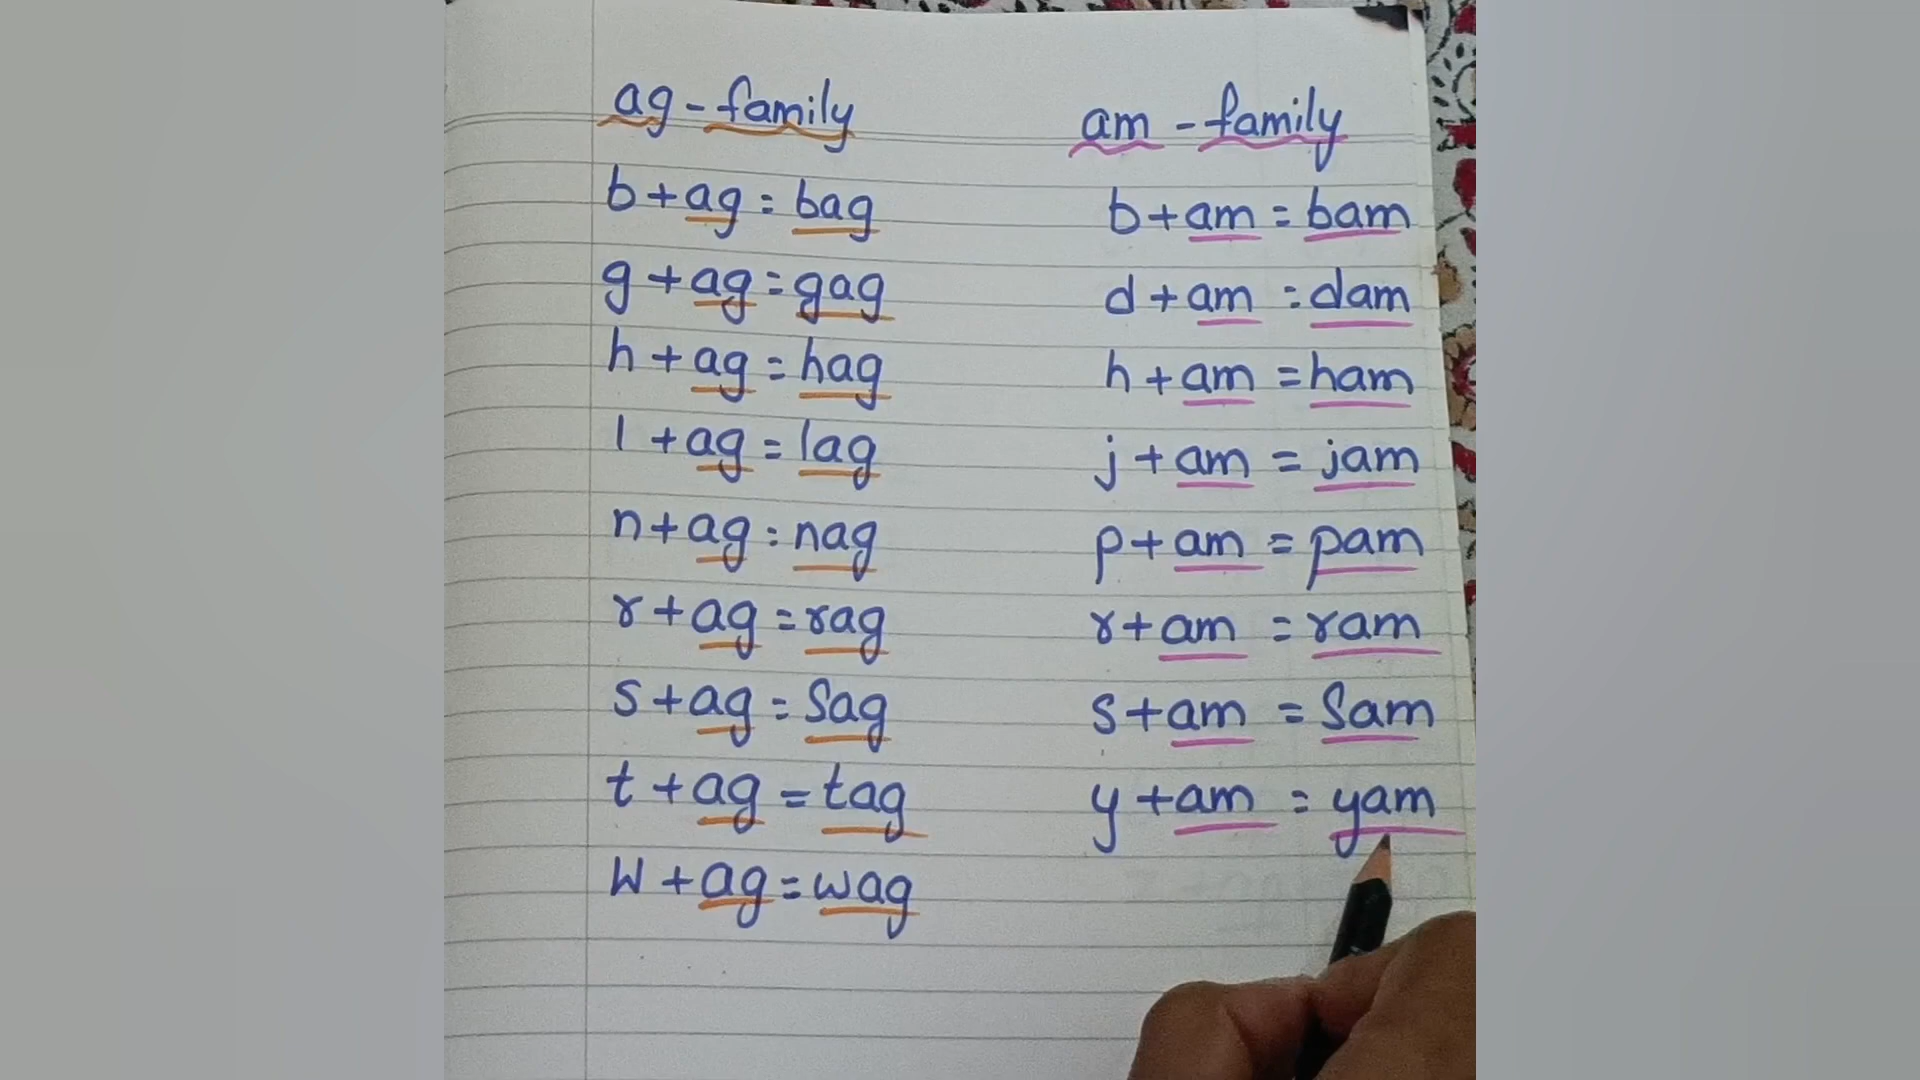 ag - family
b + ag = bag
g + ag = gag
h + ag = hag
l + ag = lag
n + ag = nag
r + ag = rag
s + ag = Sag
t + ag = tag
w + ag = wag
am - family
b + am = bam
d + am = dam
h + am = ham
j + am = jam
p + am = pam
r + am = ram
s + am = Sam
y + am = yam